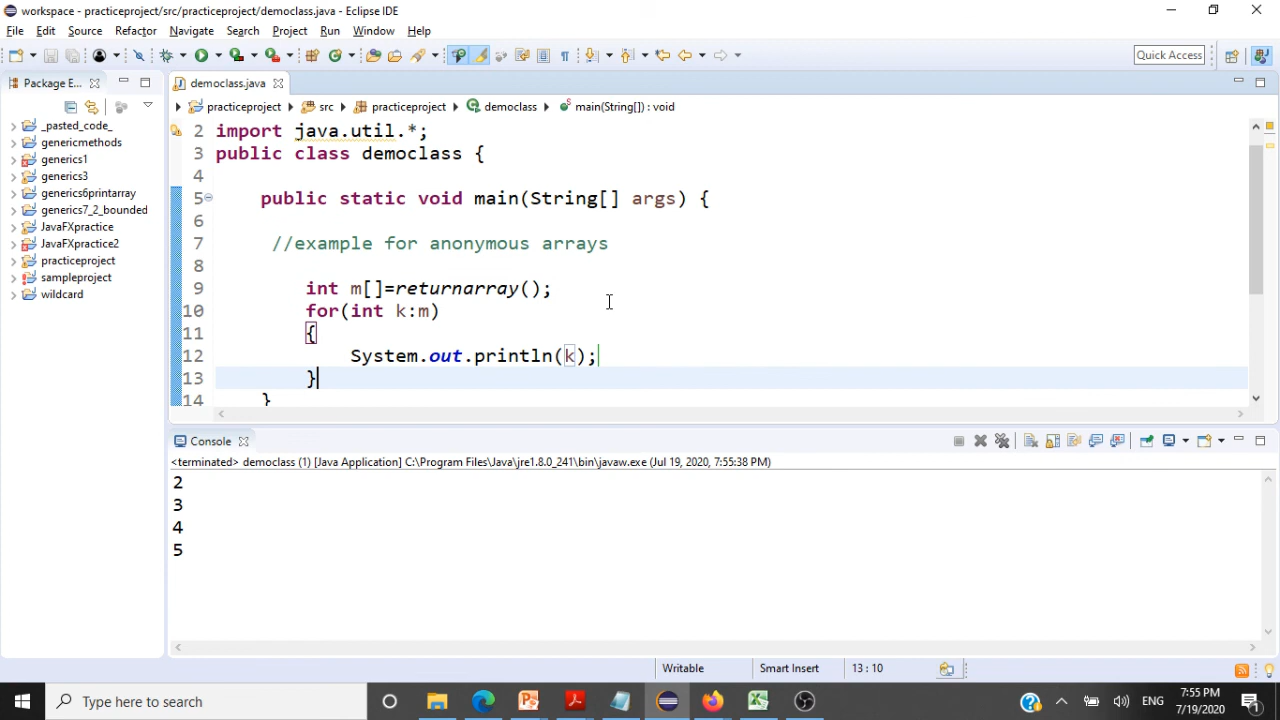 workspace - practiceproject/src/practiceproject/democlass.java - Eclipse IDE
File Edit Source Refactor Navigate Search Project Run Window Help
Quick Access
Package E...
democlass.java
practiceproject src practiceproject democlass main(String[]) : void
_pasted_code_
genericmethods
generics1
generics3
generics6printarray
generics7_2_bounded
JavaFXpractice
JavaFXpractice2
practiceproject
sampleproject
wildcard
2 import java.util.*;
3 public class democlass {
4
5 public static void main(String[] args) {
6
7 //example for anonymous arrays
8
9 int m[]=returnarray();
10 for(int k:m)
11 {
12 System.out.println(k);
13 }
14 }
Console
<terminated> democlass (1) [Java Application] C:\Program Files\Java\jre1.8.0_241\bin\javaw.exe (Jul 19, 2020, 7:55:38 PM)
2
3
4
5
Writable Smart Insert 13 : 10
Type here to search
ENG
7:55 PM
7/19/2020
1